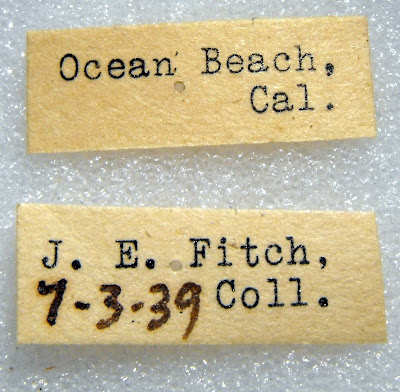 Ocean Beach,
Cal.
J. E. Fitch,
7-3-39 Coll.